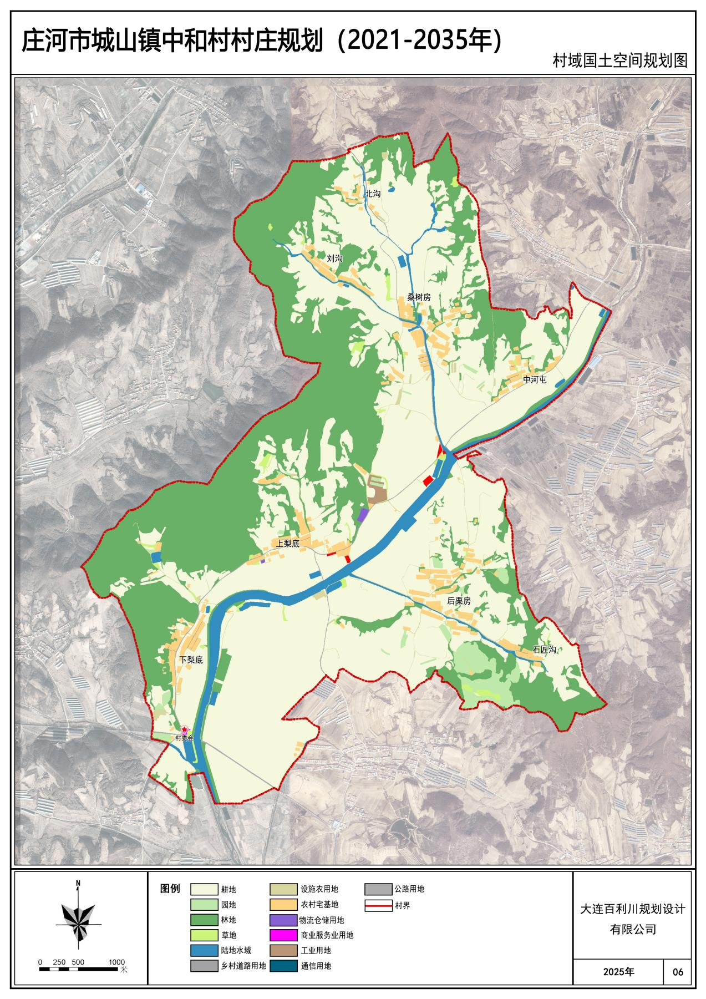 庄河市城山镇中和村村庄规划（2021-2035年）
村域国土空间规划图
北沟
刘沟
桑树房
中河屯
上梨底
后栗房
石匠沟
下梨底
村委会
N
0 250 500 1000
米
图例
耕地
园地
林地
草地
陆地水域
乡村道路用地
设施农用地
农村宅基地
物流仓储用地
商业服务业用地
工业用地
通信用地
公路用地
村界
大连百利川规划设计
有限公司
2025年
06